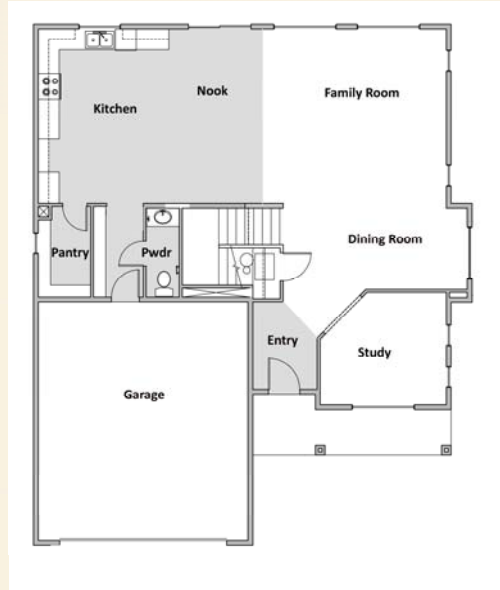 Nook
Family Room
Kitchen
Dining Room
Pantry
Pwdr
Entry
Study
Garage